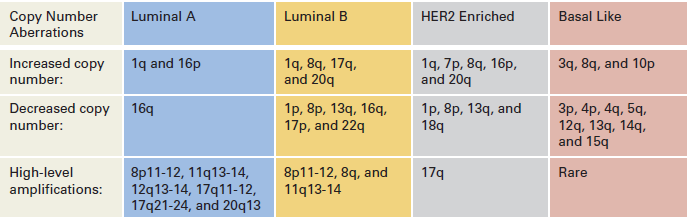 Copy Number Aberrations
Luminal A
Luminal B
HER2 Enriched
Basal Like
Increased copy number:
1q and 16p
1q, 8q, 17q,
and 20q
1q, 7p, 8q, 16p,
and 20q
3q, 8q, and 10p
Decreased copy number:
16q
1p, 8p, 13q, 16q,
17p, and 22q
1p, 8p, 13q, and
18q
3p, 4p, 4q, 5q,
12q, 13q, 14q,
and 15q
High-level
amplifications:
8p11-12, 11q13-14,
12q13-14, 17q11-12,
17q21-24, and 20q13
8p11-12, 8q, and
11q13-14
17q
Rare